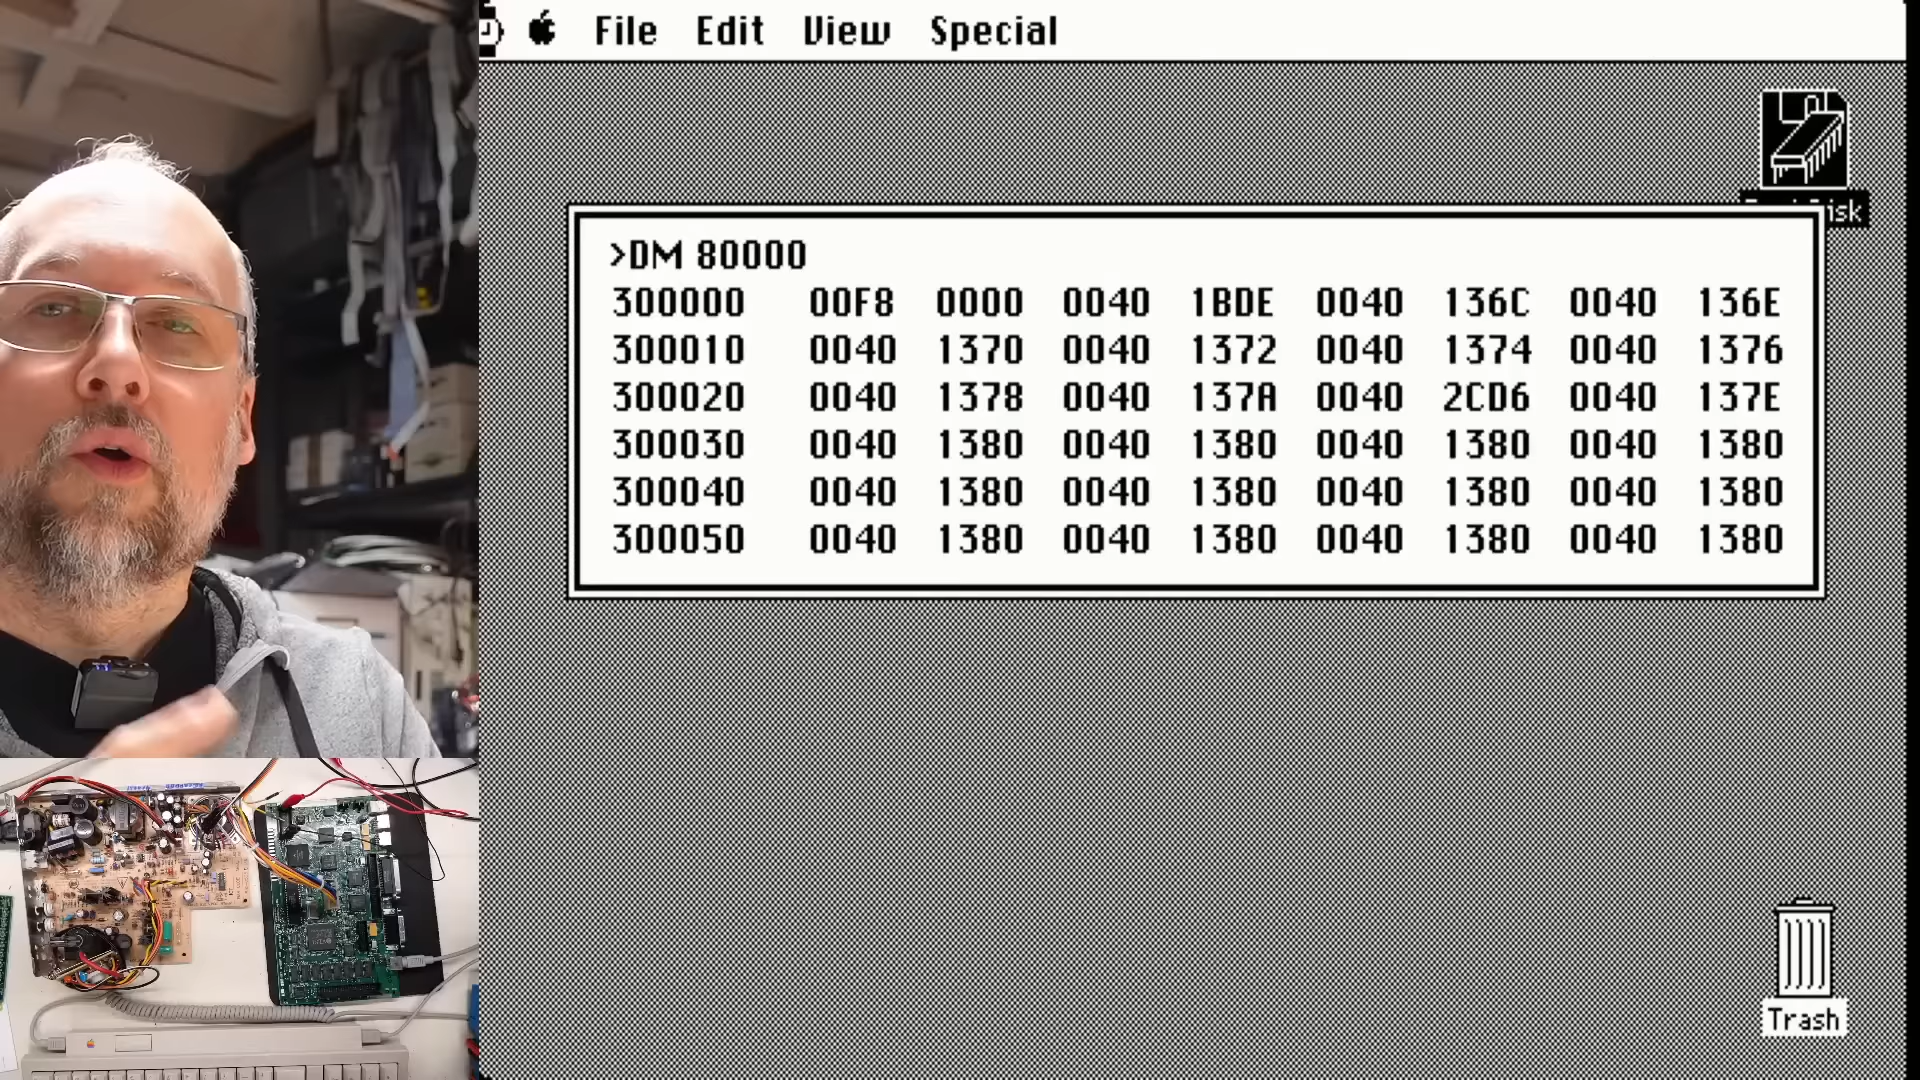 File Edit View Special
isk
>DM 80000
300000 00F8 0000 0040 1BDE 0040 136C 0040 136E
300010 0040 1370 0040 1372 0040 1374 0040 1376
300020 0040 1378 0040 137A 0040 2CD6 0040 137E
300030 0040 1380 0040 1380 0040 1380 0040 1380
300040 0040 1380 0040 1380 0040 1380 0040 1380
300050 0040 1380 0040 1380 0040 1380 0040 1380
Trash